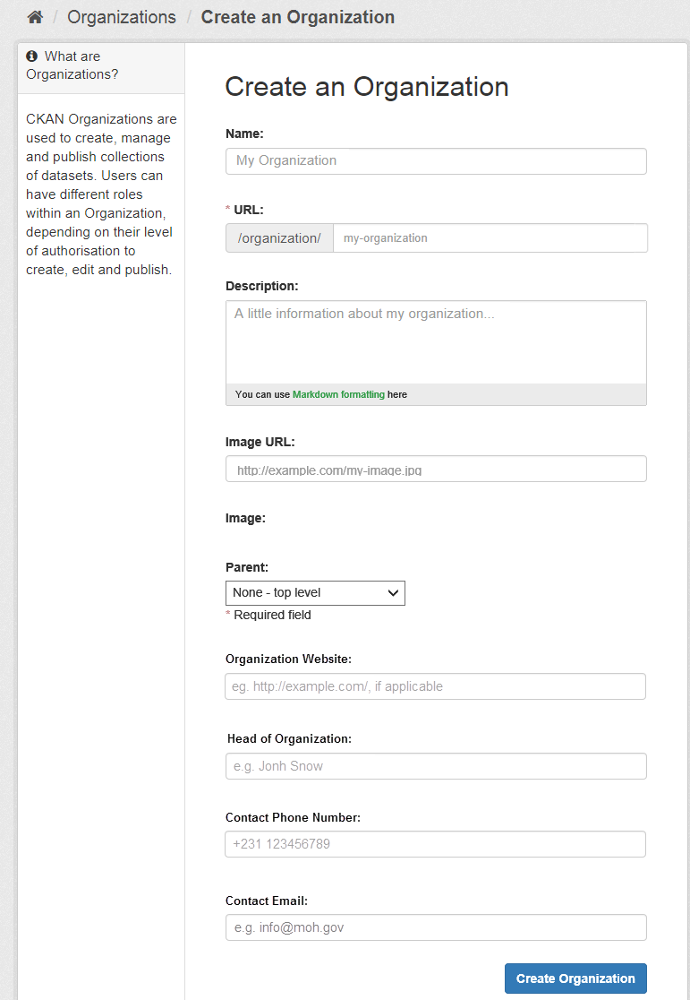 / Organizations / Create an Organization
What are
Organizations?
CKAN Organizations are
used to create, manage
and publish collections
of datasets. Users can
have different roles
within an Organization,
depending on their level
of authorisation to
create, edit and publish.
Create an Organization
Name:
My Organization
* URL:
/organization/ my-organization
Description:
A little information about my organization...
You can use Markdown formatting here
Image URL:
http://example.com/my-image.jpg
Image:
Parent:
None - top level
* Required field
Organization Website:
eg. http://example.com/, if applicable
Head of Organization:
e.g. Jonh Snow
Contact Phone Number:
+231 123456789
Contact Email:
e.g. info@moh.gov
Create Organization